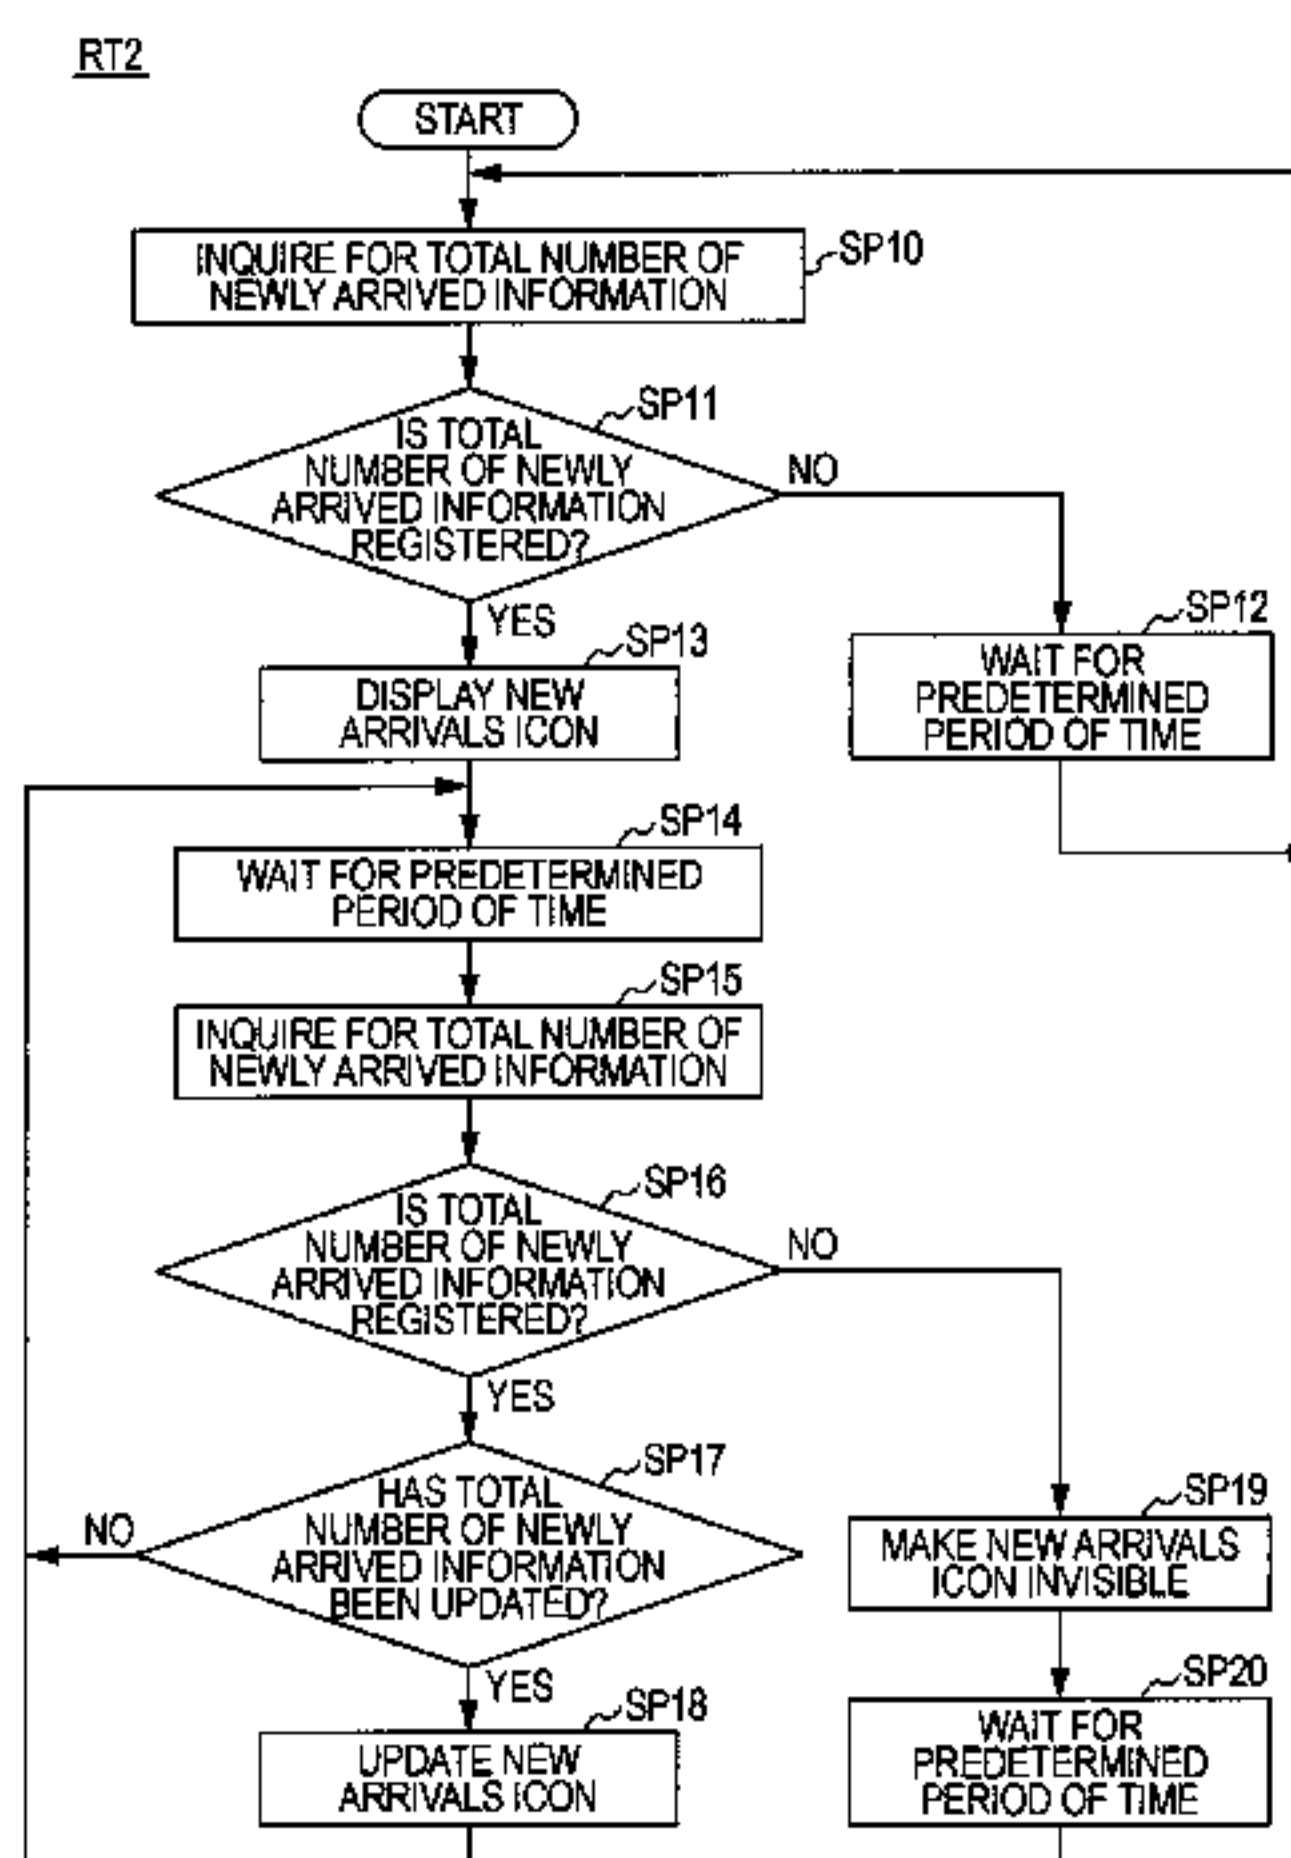 RT2
START
INQUIRE FOR TOTAL NUMBER OF
NEWLY ARRIVED INFORMATION
SP10
SP11
IS TOTAL
NUMBER OF NEWLY
ARRIVED INFORMATION
REGISTERED?
NO
YES
SP12
WAIT FOR
PREDETERMINED
PERIOD OF TIME
SP13
DISPLAY NEW
ARRIVALS ICON
SP14
WAIT FOR PREDETERMINED
PERIOD OF TIME
SP15
INQUIRE FOR TOTAL NUMBER OF
NEWLY ARRIVED INFORMATION
SP16
IS TOTAL
NUMBER OF NEWLY
ARRIVED INFORMATION
REGISTERED?
NO
YES
SP17
HAS TOTAL
NUMBER OF NEWLY
ARRIVED INFORMATION
BEEN UPDATED?
NO
YES
SP19
MAKE NEW ARRIVALS
ICON INVISIBLE
SP18
UPDATE NEW
ARRIVALS ICON
SP20
WAIT FOR
PREDETERMINED
PERIOD OF TIME